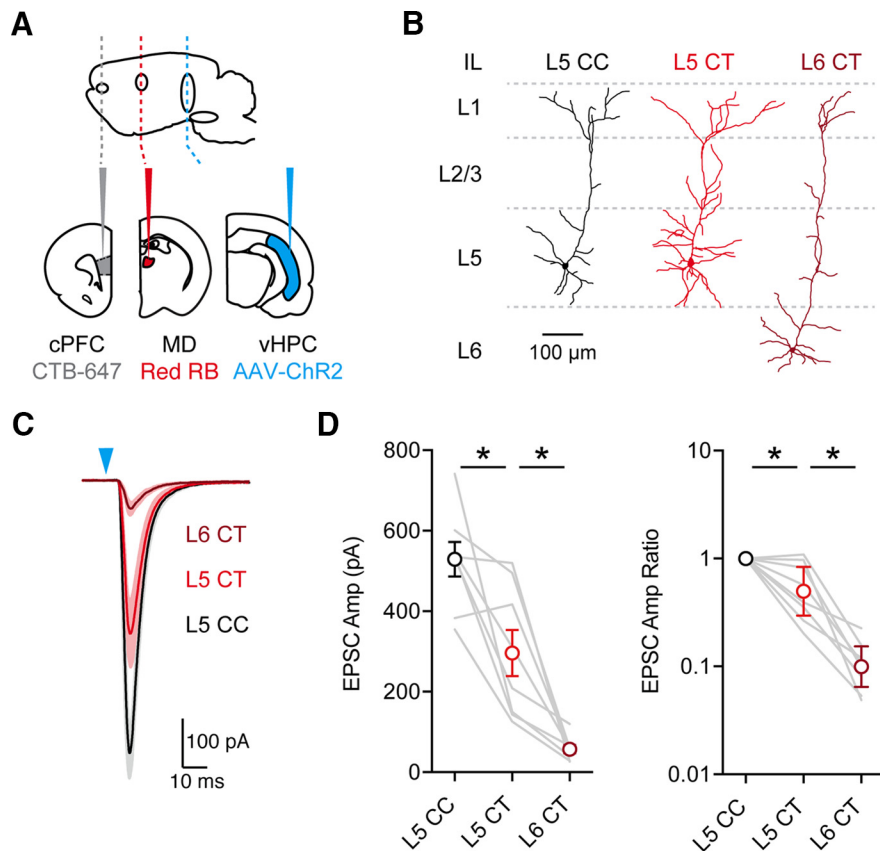 A
cPFC MD vHPC
CTB-647 Red RB AAV-ChR2
B
IL L5 CC L5 CT L6 CT
L1
L2/3
L5
L6
100 μm
C
L6 CT
L5 CT
L5 CC
100 pA
10 ms
D
EPSC Amp (pA)
800
600
400
200
0
* *
L5 CC L5 CT L6 CT
EPSC Amp Ratio
10
1
0.1
0.01
* *
L5 CC L5 CT L6 CT